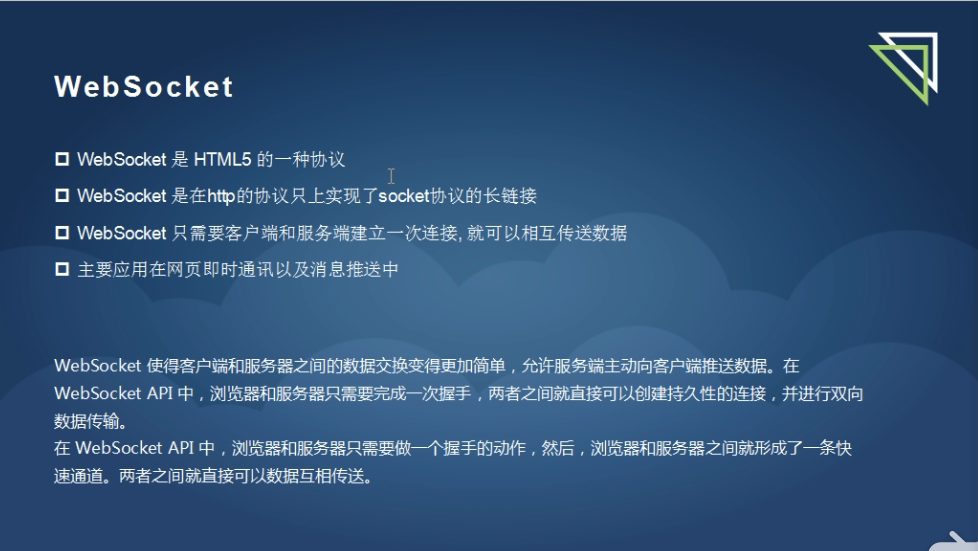 WebSocket
WebSocket 是 HTML5 的一种协议
WebSocket 是在http的协议只上实现了socket协议的长链接
WebSocket 只需要客户端和服务端建立一次连接, 就可以相互传送数据
主要应用在网页即时通讯以及消息推送中
WebSocket 使得客户端和服务器之间的数据交换变得更加简单，允许服务端主动向客户端推送数据。在
WebSocket API 中，浏览器和服务器只需要完成一次握手，两者之间就直接可以创建持久性的连接，并进行双向
数据传输。
在 WebSocket API 中，浏览器和服务器只需要做一个握手的动作，然后，浏览器和服务器之间就形成了一条快
速通道。两者之间就直接可以数据互相传送。